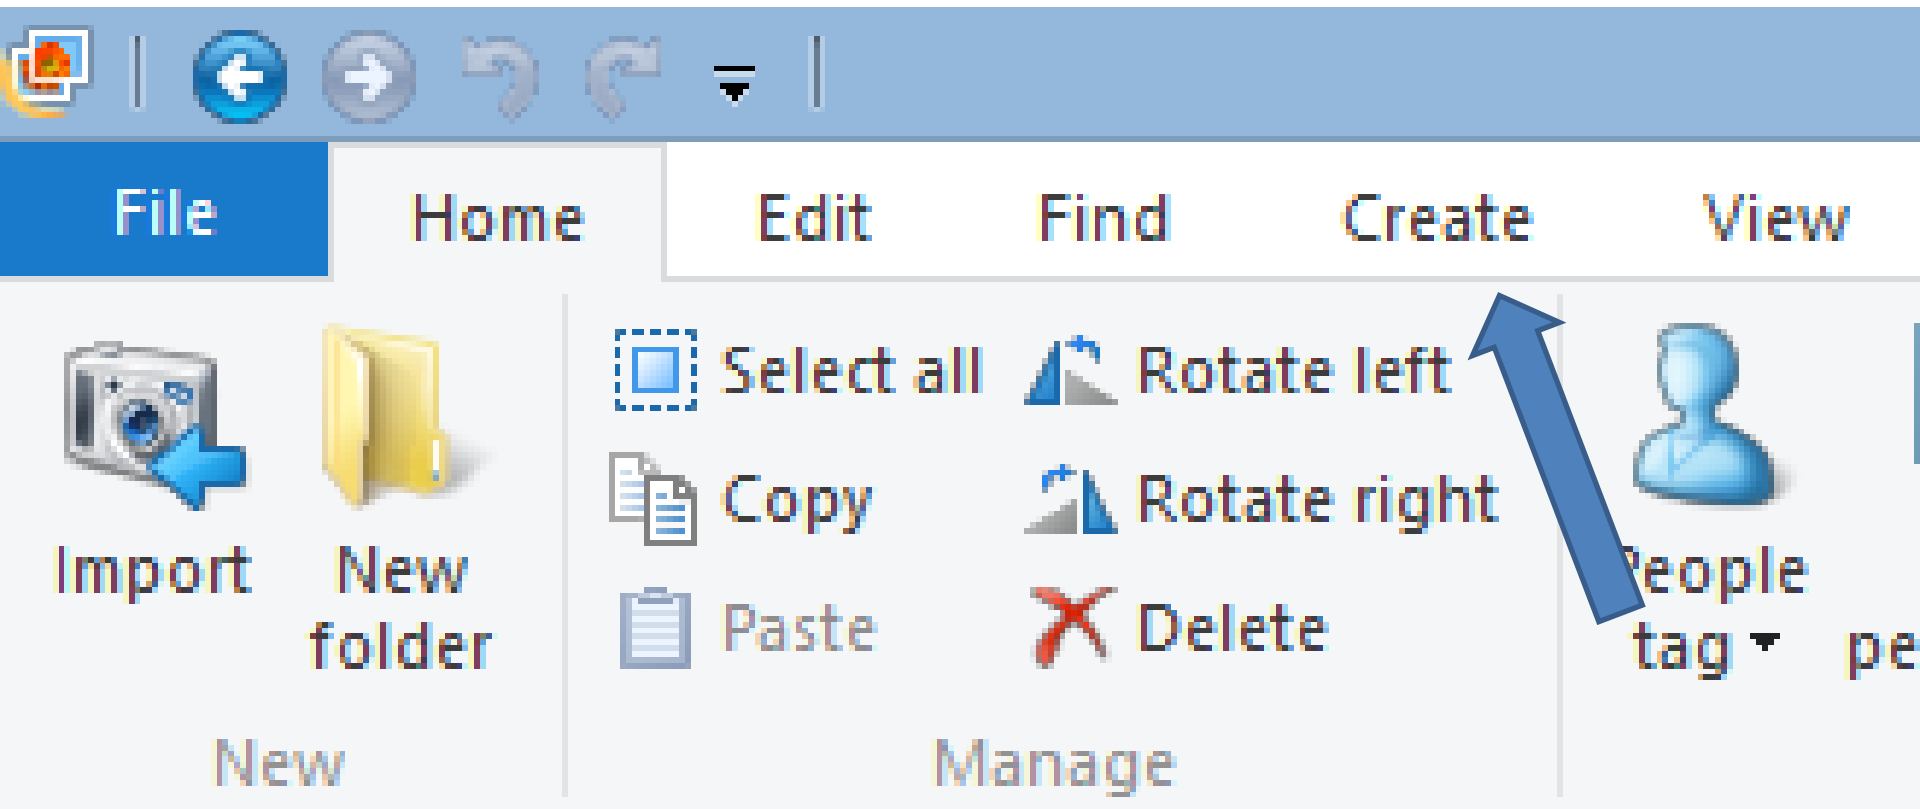 File Home Edit Find Create View
Import
New
folder
Select all
Copy
Paste
Rotate left
Rotate right
Delete
People
tag
pe
New
Manage